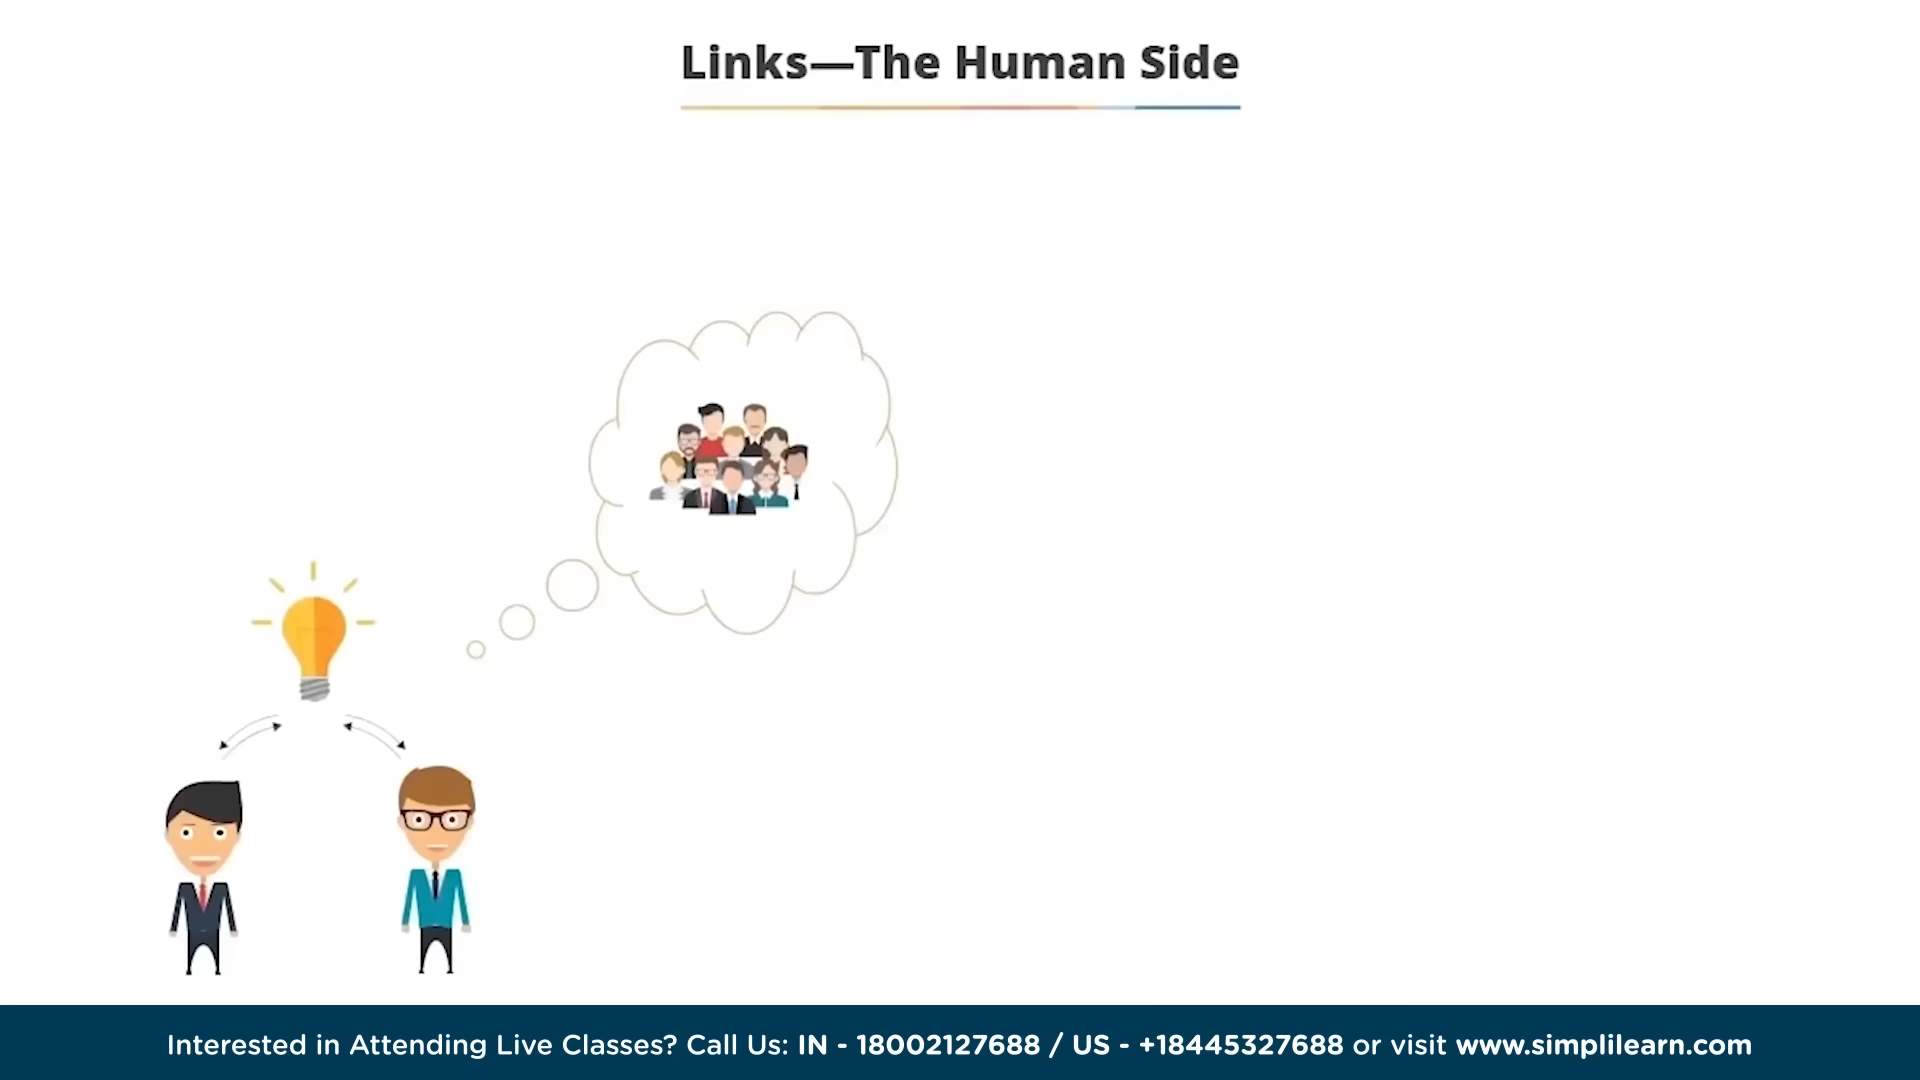 Links—The Human Side
Interested in Attending Live Classes? Call Us: IN - 18002127688 / US - +18445327688 or visit www.simplilearn.com